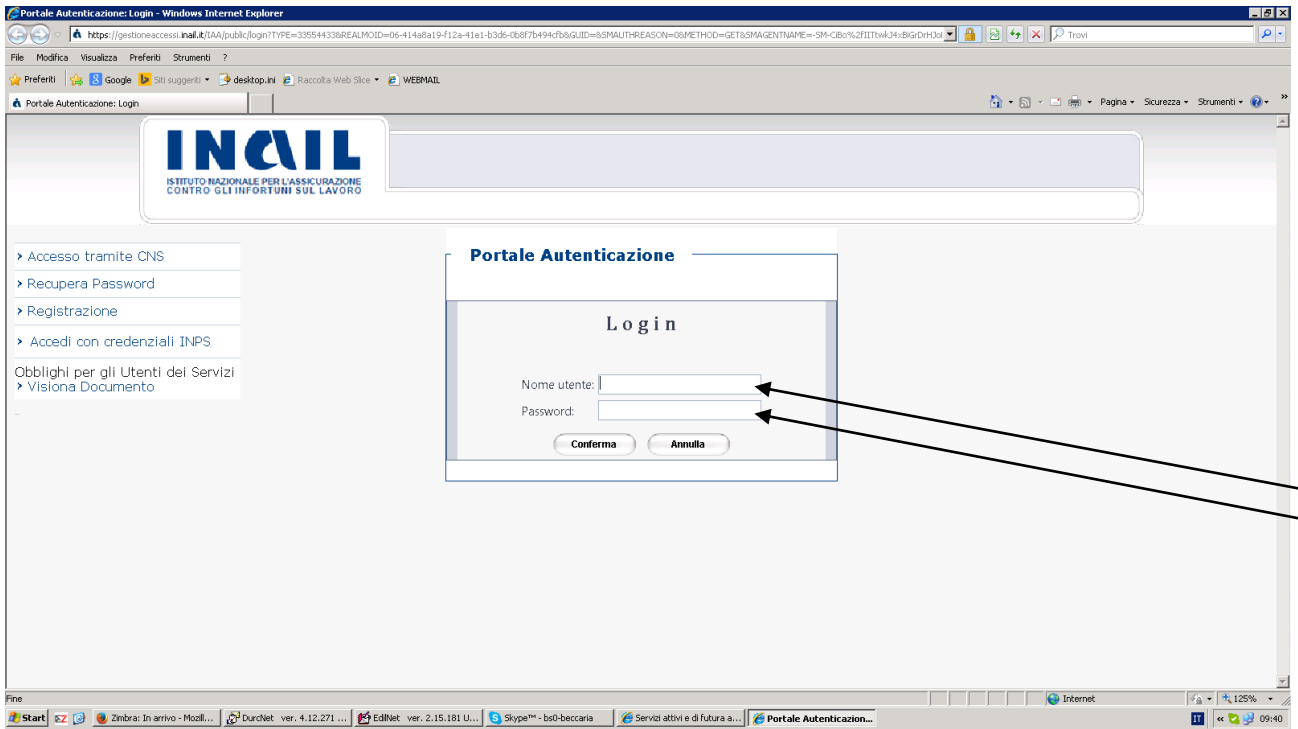 Portale Autenticazione: Login - Windows Internet Explorer
https://gestioneaccessi.inail.it/IAA/public/login?TYPE=33554433&REALMOID=06-414a8a19-f12a-41e1-b3d6-0b8f7b494cfb&GUID=&SMAUTHREASON=0&METHOD=GET&SMAGENTNAME=-SM-CiBo%2fIITtwkJ4xBiGrDrHJoi
Trovi
File Modifica Visualizza Preferiti Strumenti ?
Preferiti Google Siti suggeriti desktop.ini Raccolta Web Slice WEBMAIL
Portale Autenticazione: Login
Pagina Sicurezza Strumenti »
INAIL
ISTITUTO NAZIONALE PER L'ASSICURAZIONE
CONTRO GLI INFORTUNI SUL LAVORO
Accesso tramite CNS
Recupera Password
Registrazione
Accedi con credenziali INPS
Obblighi per gli Utenti dei Servizi
Visiona Documento
Portale Autenticazione
Login
Nome utente:
Password:
Conferma Annulla
Fine
Internet
125%
Start Zimbra: In arrivo - Mozill... DurcNet ver. 4.12.271 ... EdilNet ver. 2.15.181 U... Skype™ - bs0-beccaria Servizi attivi e di futura a... Portale Autenticazion...
IT « 09:40